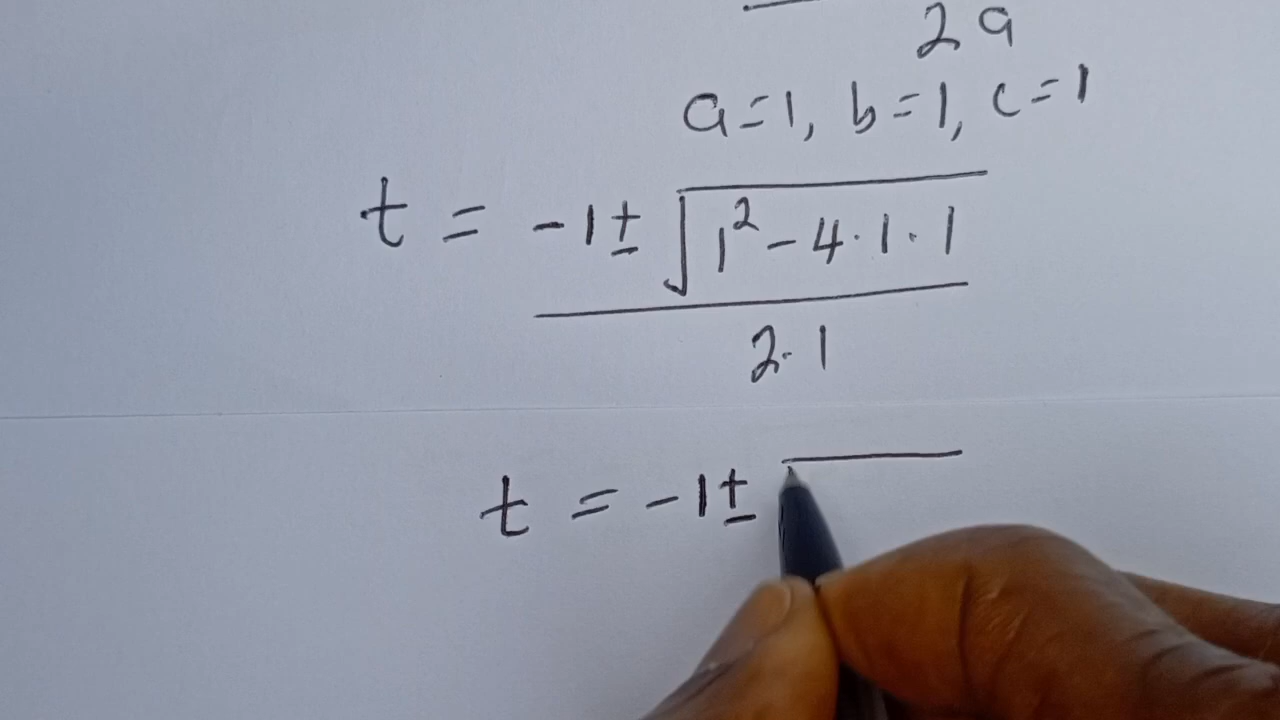 2a
a=1, b=1, c=1
t = -1±√1²-4·1·1
2·1
t = -1±